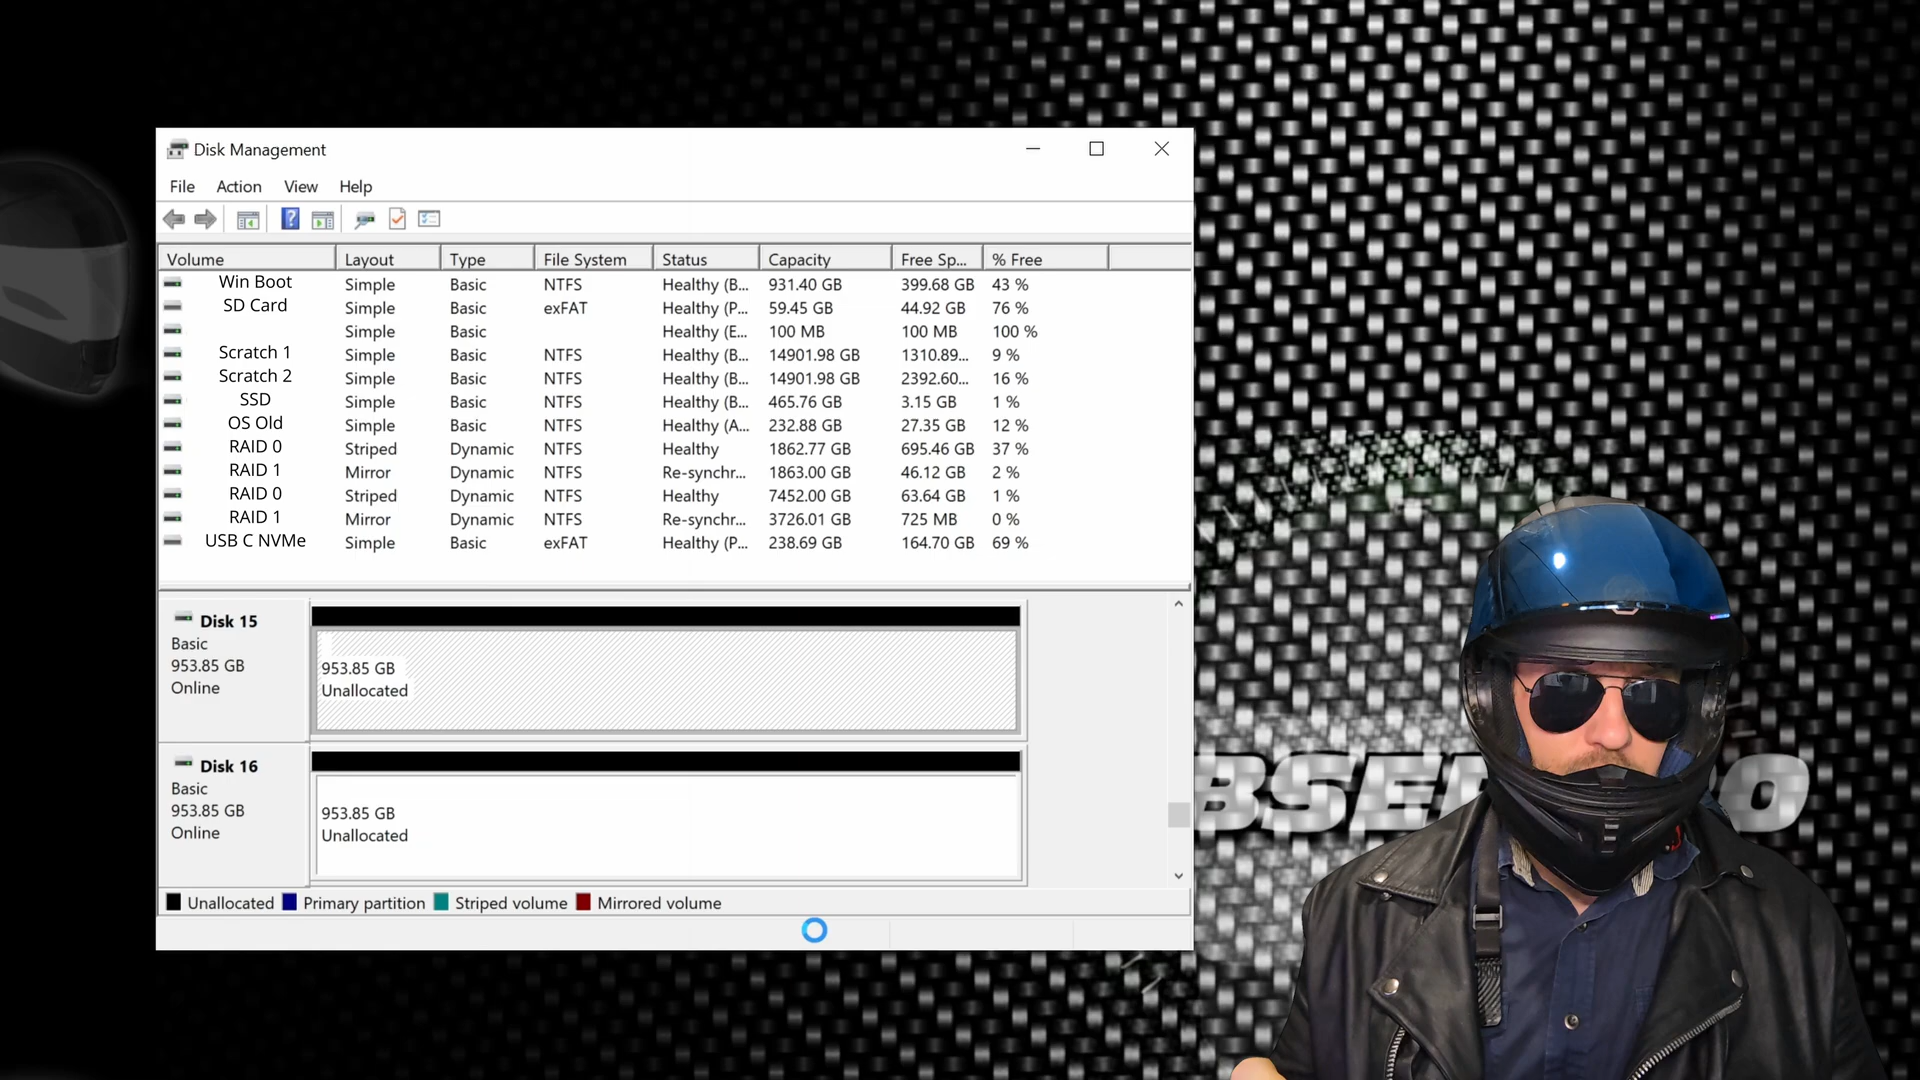 Disk Management
File Action View Help
Volume Layout Type File System Status Capacity Free Sp... % Free
Win Boot Simple Basic NTFS Healthy (B... 931.40 GB 399.68 GB 43 %
SD Card Simple Basic exFAT Healthy (P... 59.45 GB 44.92 GB 76 %
Simple Basic Healthy (E... 100 MB 100 MB 100 %
Scratch 1 Simple Basic NTFS Healthy (B... 14901.98 GB 1310.89... 9 %
Scratch 2 Simple Basic NTFS Healthy (B... 14901.98 GB 2392.60... 16 %
SSD Simple Basic NTFS Healthy (B... 465.76 GB 3.15 GB 1 %
OS Old Simple Basic NTFS Healthy (A... 232.88 GB 27.35 GB 12 %
RAID 0 Striped Dynamic NTFS Healthy 1862.77 GB 695.46 GB 37 %
RAID 1 Mirror Dynamic NTFS Re-synchr... 1863.00 GB 46.12 GB 2 %
RAID 0 Striped Dynamic NTFS Healthy 7452.00 GB 63.64 GB 1 %
RAID 1 Mirror Dynamic NTFS Re-synchr... 3726.01 GB 725 MB 0 %
USB C NVMe Simple Basic exFAT Healthy (P... 238.69 GB 164.70 GB 69 %
Disk 15
Basic
953.85 GB
Online
953.85 GB
Unallocated
Disk 16
Basic
953.85 GB
Online
953.85 GB
Unallocated
Unallocated Primary partition Striped volume Mirrored volume